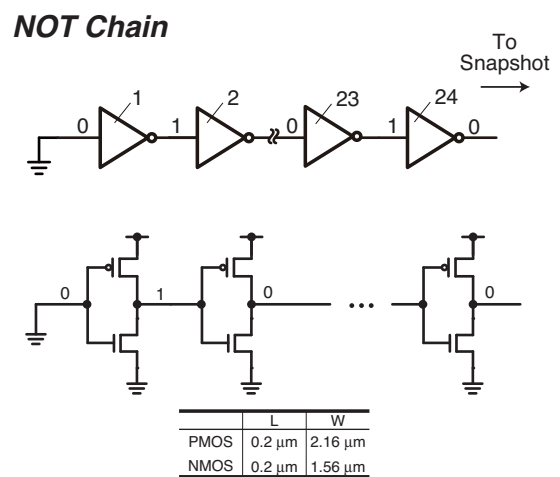 NOT Chain
To
Snapshot
1 2 23 24
0 1 0 1 0
0 1 0 0
...
L W
PMOS 0.2 μm 2.16 μm
NMOS 0.2 μm 1.56 μm